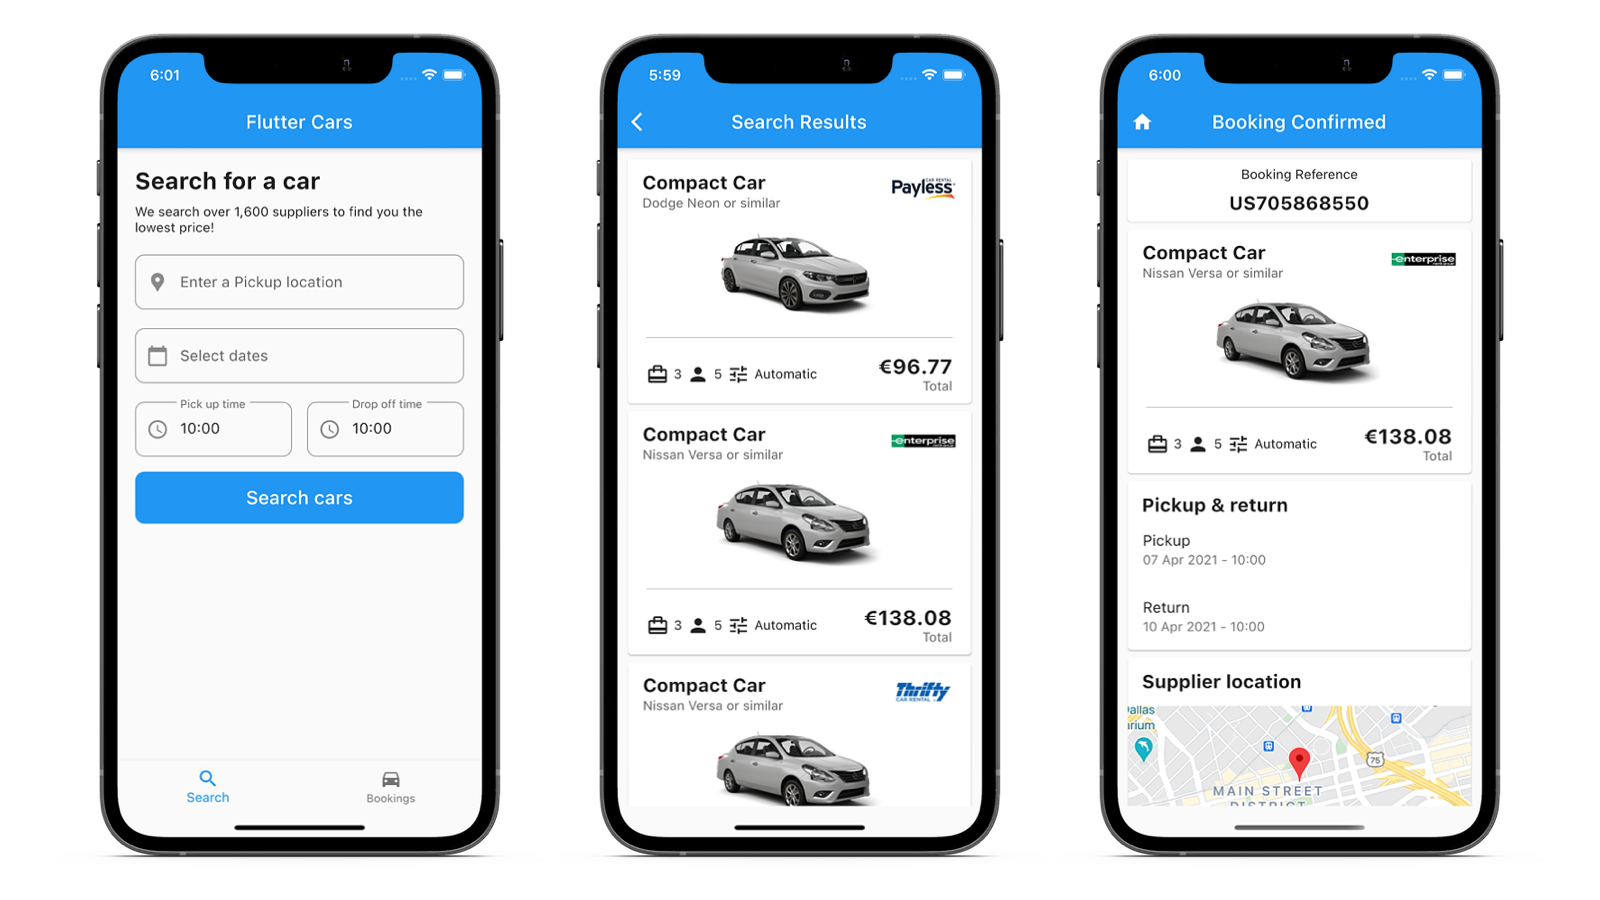 6:01
Flutter Cars
Search for a car
We search over 1,600 suppliers to find you the
lowest price!
Enter a Pickup location
Select dates
Pick up time
10:00
Drop off time
10:00
Search cars
Search
Bookings
5:59
Search Results
Compact Car
Dodge Neon or similar
CAR RENTAL
Payless
3 5 Automatic
€96.77
Total
Compact Car
Nissan Versa or similar
enterprise
3 5 Automatic
€138.08
Total
Compact Car
Nissan Versa or similar
Thrifty
CAR RENTAL
6:00
Booking Confirmed
Booking Reference
US705868550
Compact Car
Nissan Versa or similar
enterprise
3 5 Automatic
€138.08
Total
Pickup & return
Pickup
07 Apr 2021 - 10:00
Return
10 Apr 2021 - 10:00
Supplier location
75
MAIN STREET
DISTRICT